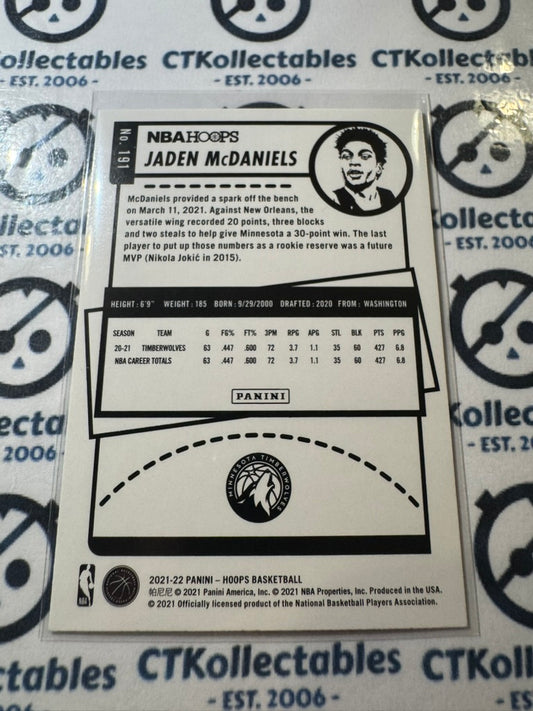 CTKollectables
- EST. 2006 -
No. 191
NBA HOOPS
JADEN McDANIELS
McDaniels provided a spark off the bench
on March 11, 2021. Against New Orleans, the
versatile wing recorded 20 points, three blocks
and two steals to help give Minnesota a 30-point win. The last
player to put up those numbers as a rookie reserve was a future
MVP (Nikola Jokić in 2015).
HEIGHT: 6'9" WEIGHT: 185 BORN: 9/29/2000 DRAFTED: 2020 FROM: WASHINGTON
SEASON TEAM G FG% FT% 3PM RPG APG STL BLK PTS PPG
20-21 TIMBERWOLVES 63 .447 .600 72 3.7 1.1 35 60 427 6.8
NBA CAREER TOTALS 63 .447 .600 72 3.7 1.1 35 60 427 6.8
PANINI
MINNESOTA TIMBERWOLVES
2021-22 PANINI – HOOPS BASKETBALL
帕尼尼 © 2021 Panini America, Inc. © 2021 NBA Properties, Inc. Produced in the USA.
© 2021 Officially licensed product of the National Basketball Players Association.
CTKollectables
- EST. 2006 -